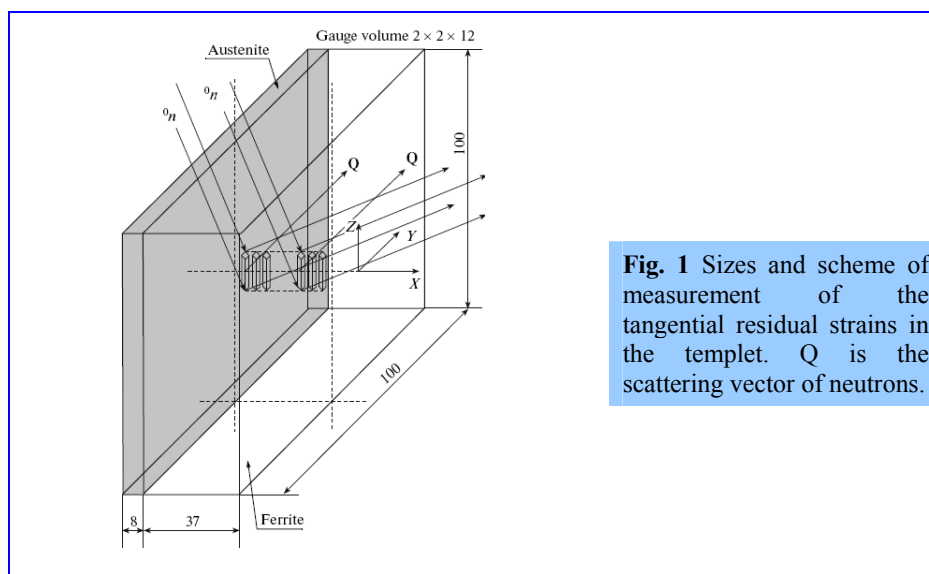 Gauge volume 2 × 2 × 12
Austenite
⁰n
⁰n
Q
Q
100
Z
Y
X
100
8
37
Ferrite
Fig. 1 Sizes and scheme of
measurement of the
tangential residual strains in
the templet. Q is the
scattering vector of neutrons.